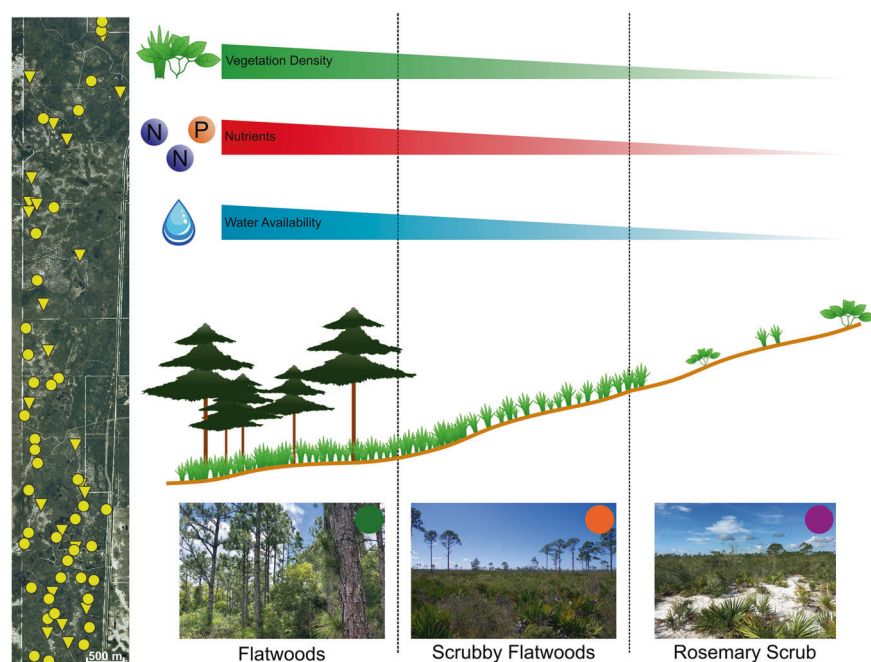 Vegetation Density
N
P
N
Nutrients
Water Availability
500 m
Flatwoods
Scrubby Flatwoods
Rosemary Scrub